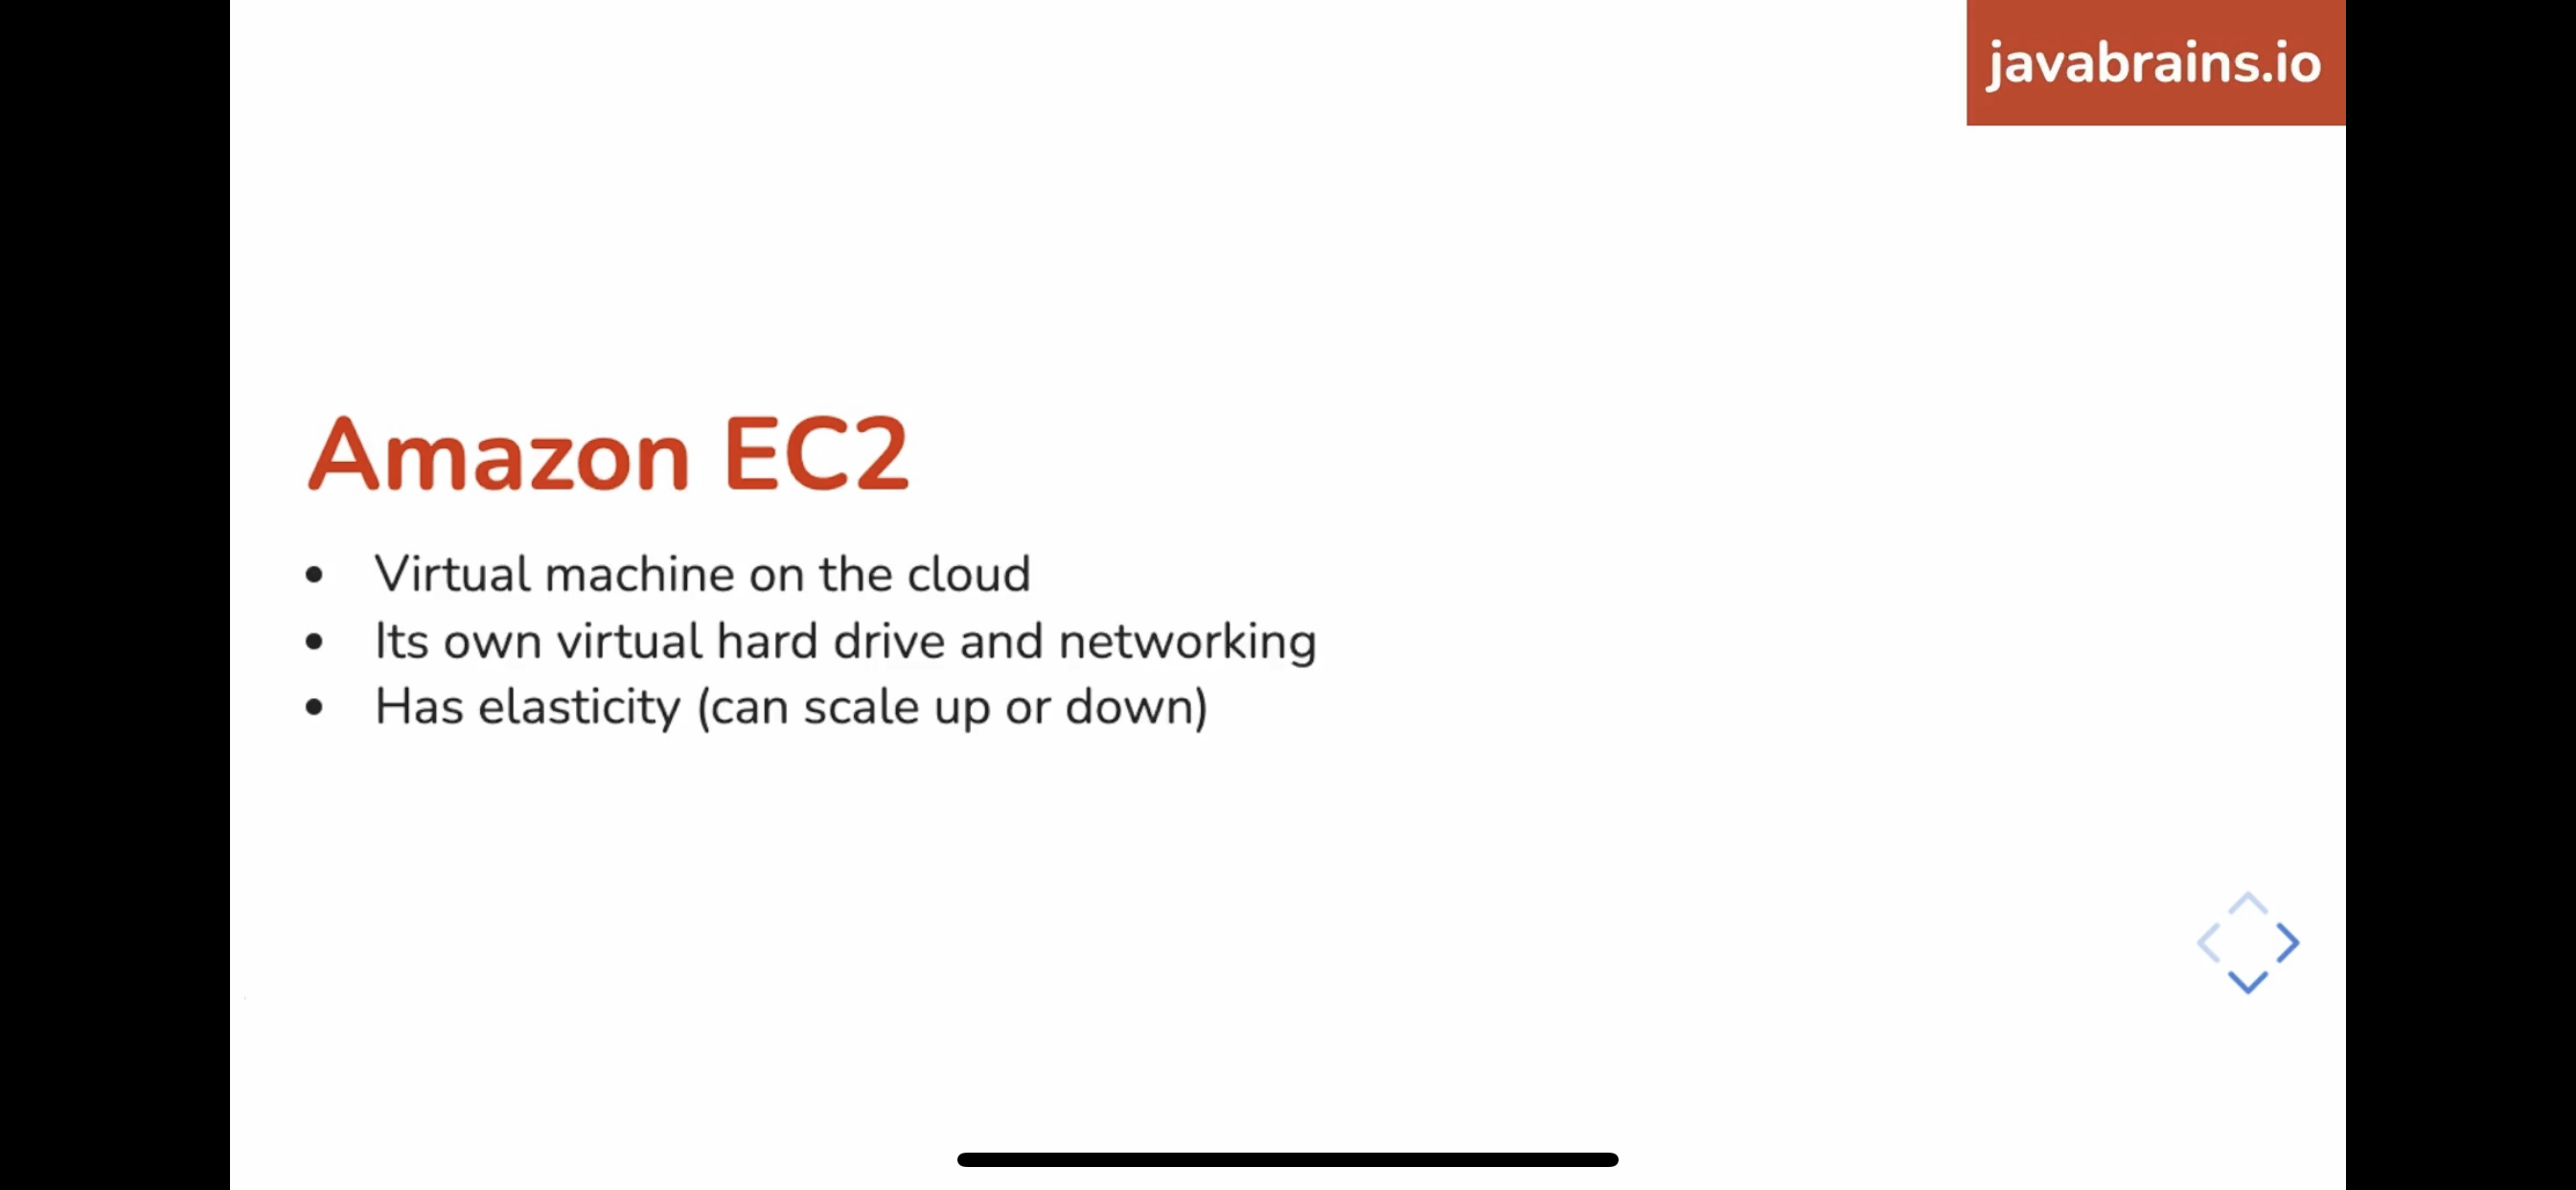 javabrains.io
Amazon EC2
• Virtual machine on the cloud
• Its own virtual hard drive and networking
• Has elasticity (can scale up or down)